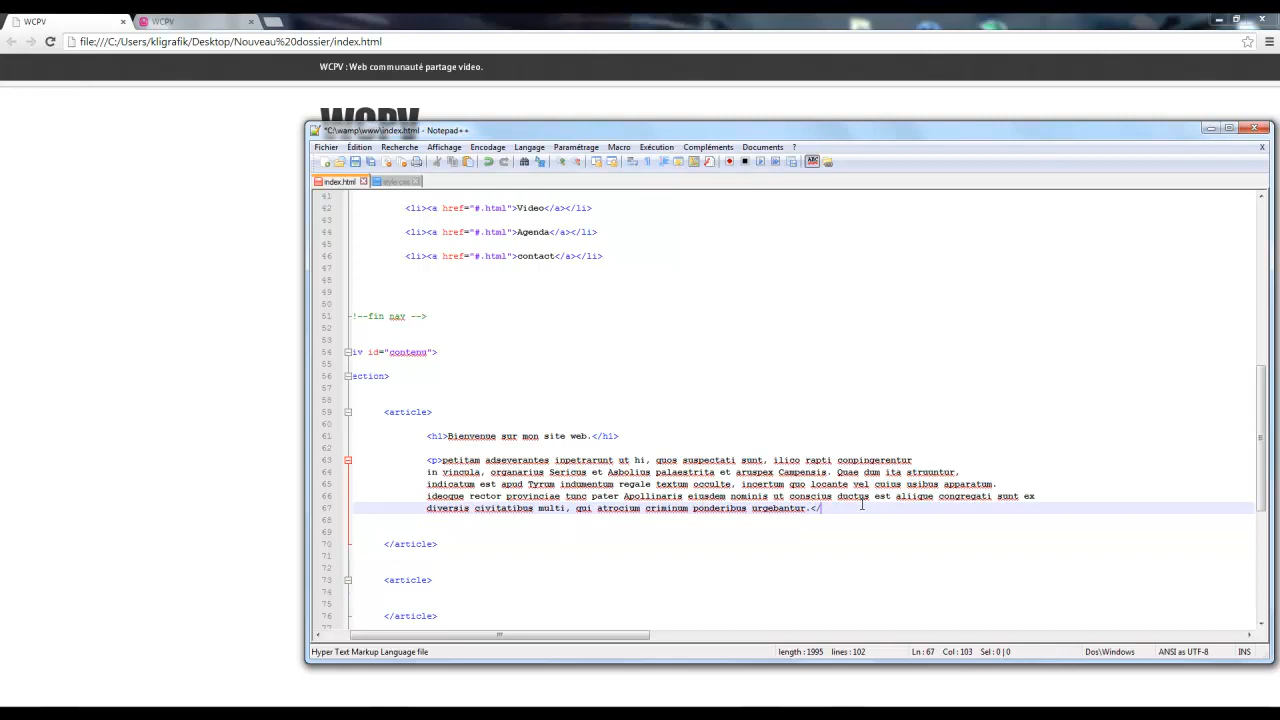 WCPV
WCPV
file:///C:/Users/kligrafik/Desktop/Nouveau%20dossier/index.html
WCPV : Web communauté partage video.
WCPV
*C:\wamp\www\index.html - Notepad++
Fichier Édition Recherche Affichage Encodage Langage Paramétrage Macro Exécution Compléments Documents ? X
index.html style.css
41
42 <li><a href="#.html">Video</a></li>
43
44 <li><a href="#.html">Agenda</a></li>
45
46 <li><a href="#.html">contact</a></li>
47
48
49
50
51 !--fin nav -->
52
53
54 iv id="contenu">
55
56 ection>
57
58
59 <article>
60
61 <h1>Bienvenue sur mon site web.</h1>
62
63 <p>petitam adseverantes inpetrarunt ut hi, quos suspectati sunt, ilico rapti conpingerentur
64 in vincula, organarius Sericus et Asbolius palaestrita et aruspex Campensis. Quae dum ita struuntur,
65 indicatum est apud Tyrum indumentum regale textum occulte, incertum quo locante vel cuius usibus apparatum.
66 ideoque rector provinciae tunc pater Apollinaris eiusdem nominis ut conscius ductus est aliique congregati sunt ex
67 diversis civitatibus multi, qui atrocium criminum ponderibus urgebantur.</
68
69
70 </article>
71
72
73 <article>
74
75
76 </article>
77
Hyper Text Markup Language file length : 1995 lines : 102 Ln : 67 Col : 103 Sel : 0 | 0 Dos\Windows ANSI as UTF-8 INS